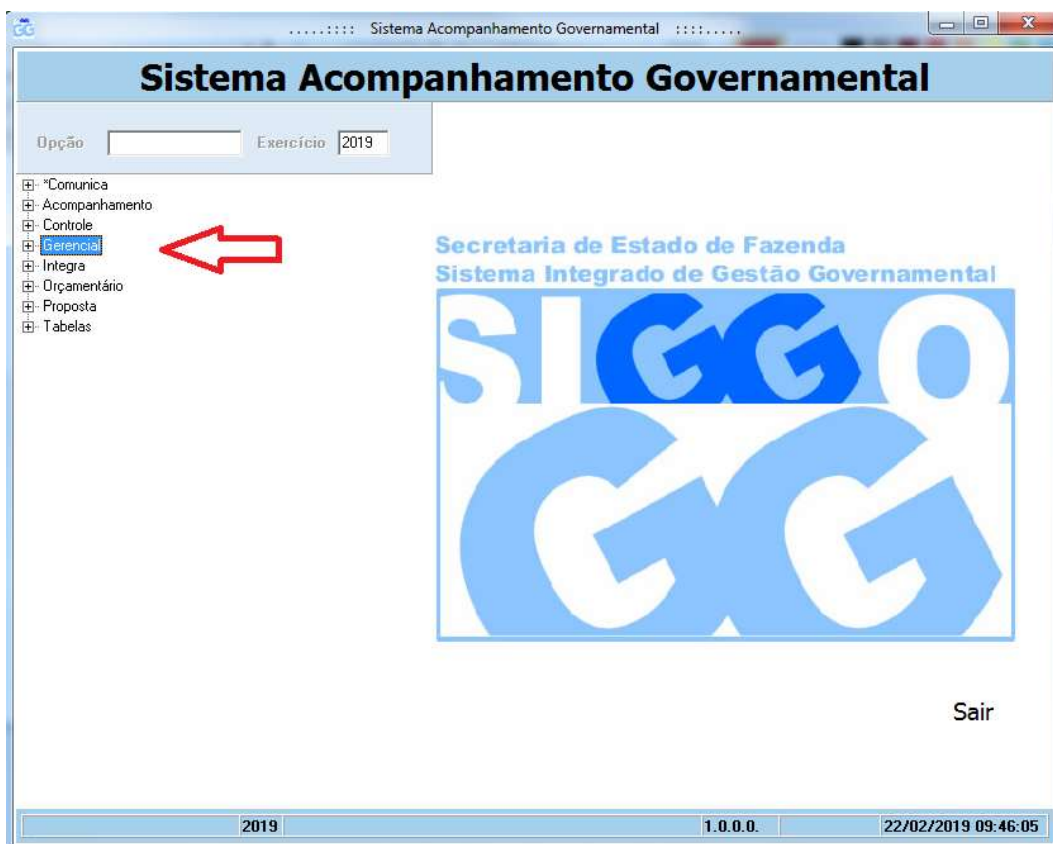 GG
.....:::: Sistema Acompanhamento Governamental ::::.....
Sistema Acompanhamento Governamental
Opção Exercício 2019
*Comunica
Acompanhamento
Controle
Gerencial
Integra
Orçamentário
Proposta
Tabelas
Secretaria de Estado de Fazenda
Sistema Integrado de Gestão Governamental
SIGGO
GG
Sair
2019 1.0.0.0. 22/02/2019 09:46:05